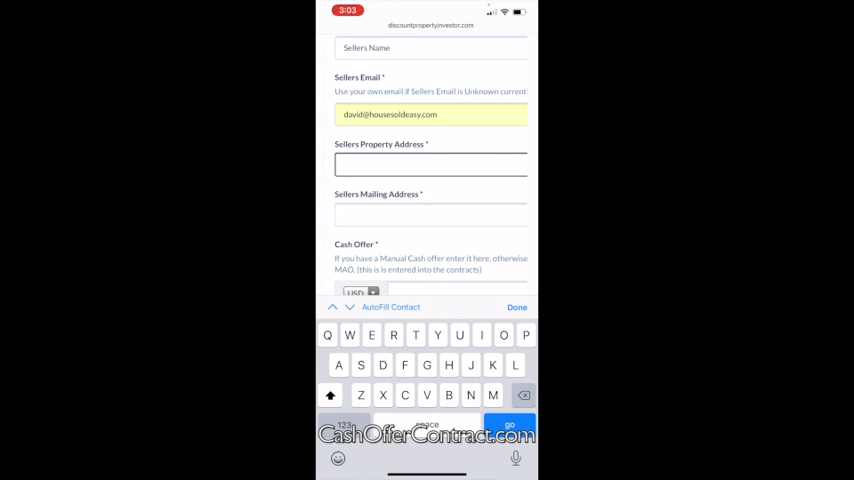 3:03
discountpropertyinvestor.com
Sellers Name
Sellers Email *
Use your own email if Sellers Email is Unknown current
david@housesoldeasy.com
Sellers Property Address *
Sellers Mailing Address *
Cash Offer *
If you have a Manual Cash offer enter it here, otherwise
MAO. (this is is entered into the contracts)
USD
AutoFill Contact Done
Q W E R T Y U I O P
A S D F G H J K L
Z X C V B N M
123 space go
CashOfferContract.com